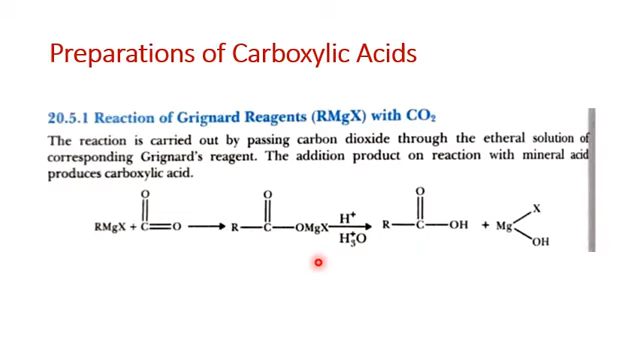 Preparations of Carboxylic Acids
20.5.1 Reaction of Grignard Reagents (RMgX) with CO₂
The reaction is carried out by passing carbon dioxide through the etheral solution of
corresponding Grignard's reagent. The addition product on reaction with mineral acid
produces carboxylic acid.
O O O
RMgX + C=O → R—C—OMgX H⁺ / H₃⁺O → R—C—OH + Mg X OH